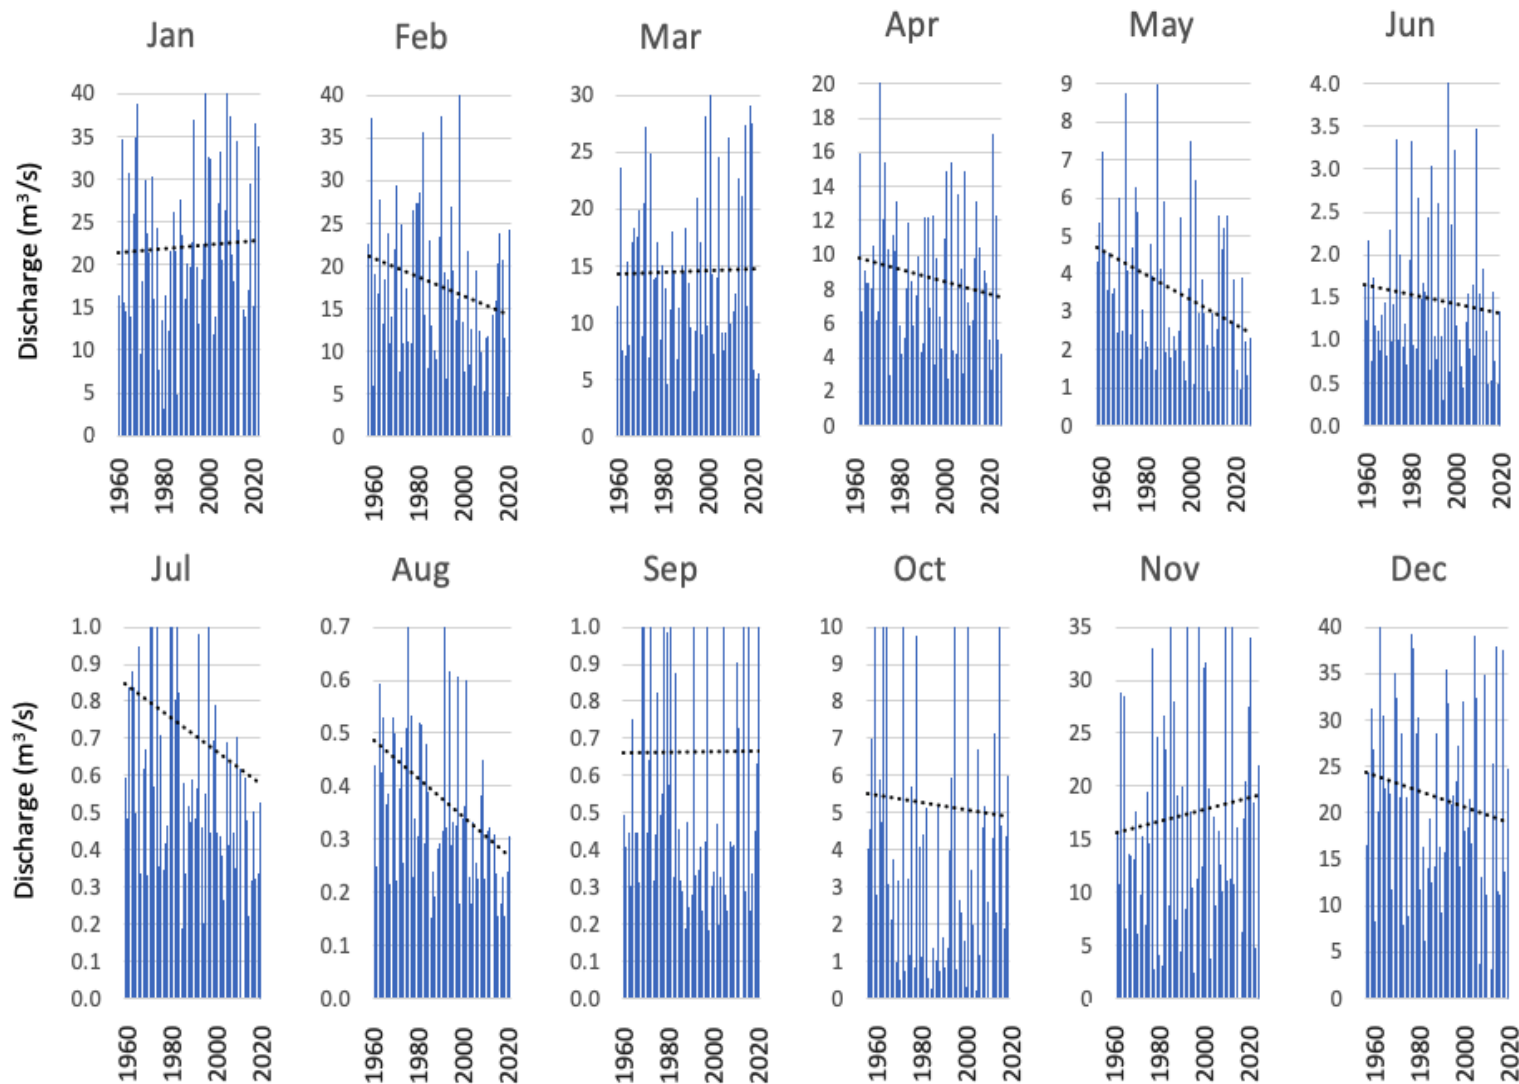 Jan Feb Mar Apr May Jun
Discharge (m³/s)
40 35 30 25 20 15 10 5 0
40 35 30 25 20 15 10 5 0
30 25 20 15 10 5 0
20 18 16 14 12 10 8 6 4 2 0
9 8 7 6 5 4 3 2 1 0
4.0 3.5 3.0 2.5 2.0 1.5 1.0 0.5 0.0
1960 1980 2000 2020
1960 1980 2000 2020
1960 1980 2000 2020
1960 1980 2000 2020
1960 1980 2000 2020
1960 1980 2000 2020
Jul Aug Sep Oct Nov Dec
Discharge (m³/s)
1.0 0.9 0.8 0.7 0.6 0.5 0.4 0.3 0.2 0.1 0.0
0.7 0.6 0.5 0.4 0.3 0.2 0.1 0.0
1.0 0.9 0.8 0.7 0.6 0.5 0.4 0.3 0.2 0.1 0.0
10 9 8 7 6 5 4 3 2 1 0
35 30 25 20 15 10 5 0
40 35 30 25 20 15 10 5 0
1960 1980 2000 2020
1960 1980 2000 2020
1960 1980 2000 2020
1960 1980 2000 2020
1960 1980 2000 2020
1960 1980 2000 2020